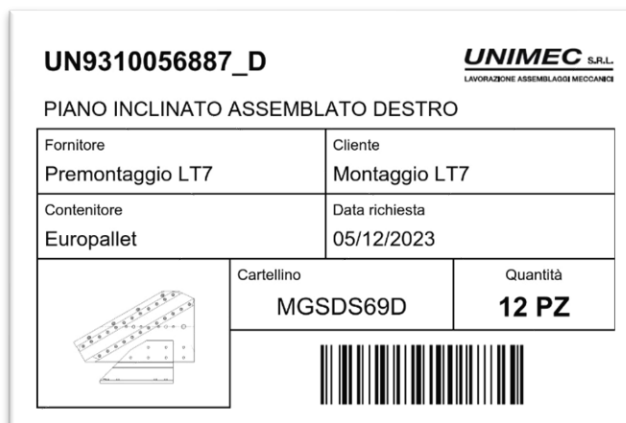 UN9310056887_D
UNIMEC S.R.L.
LAVORAZIONE ASSEMBLAGGI MECCANICI
PIANO INCLINATO ASSEMBLATO DESTRO
Fornitore
Premontaggio LT7
Cliente
Montaggio LT7
Contenitore
Europallet
Data richiesta
05/12/2023
Cartellino
MGSDS69D
Quantità
12 PZ